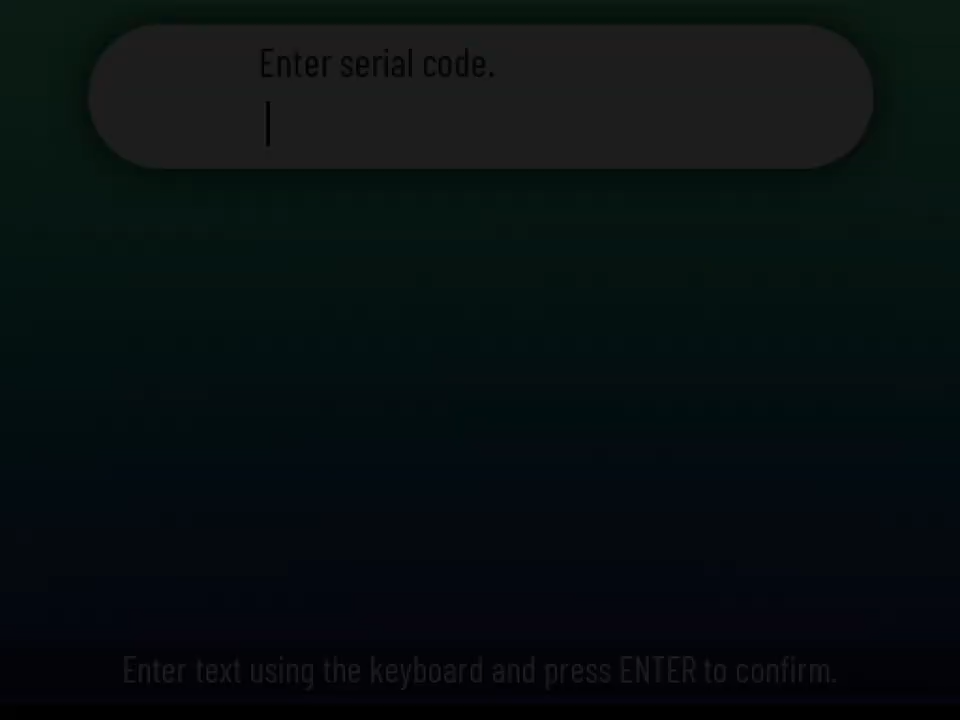 Enter serial code.
Enter text using the keyboard and press ENTER to confirm.